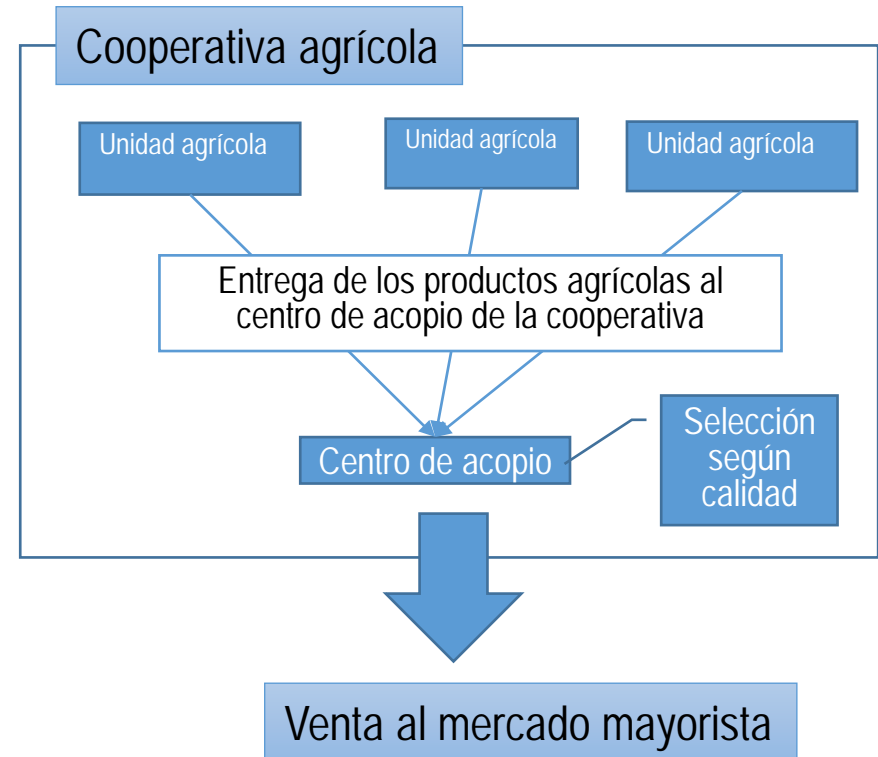 Cooperativa agrícola
Unidad agrícola
Unidad agrícola
Unidad agrícola
Entrega de los productos agrícolas al
centro de acopio de la cooperativa
Centro de acopio
Selección
según
calidad
Venta al mercado mayorista